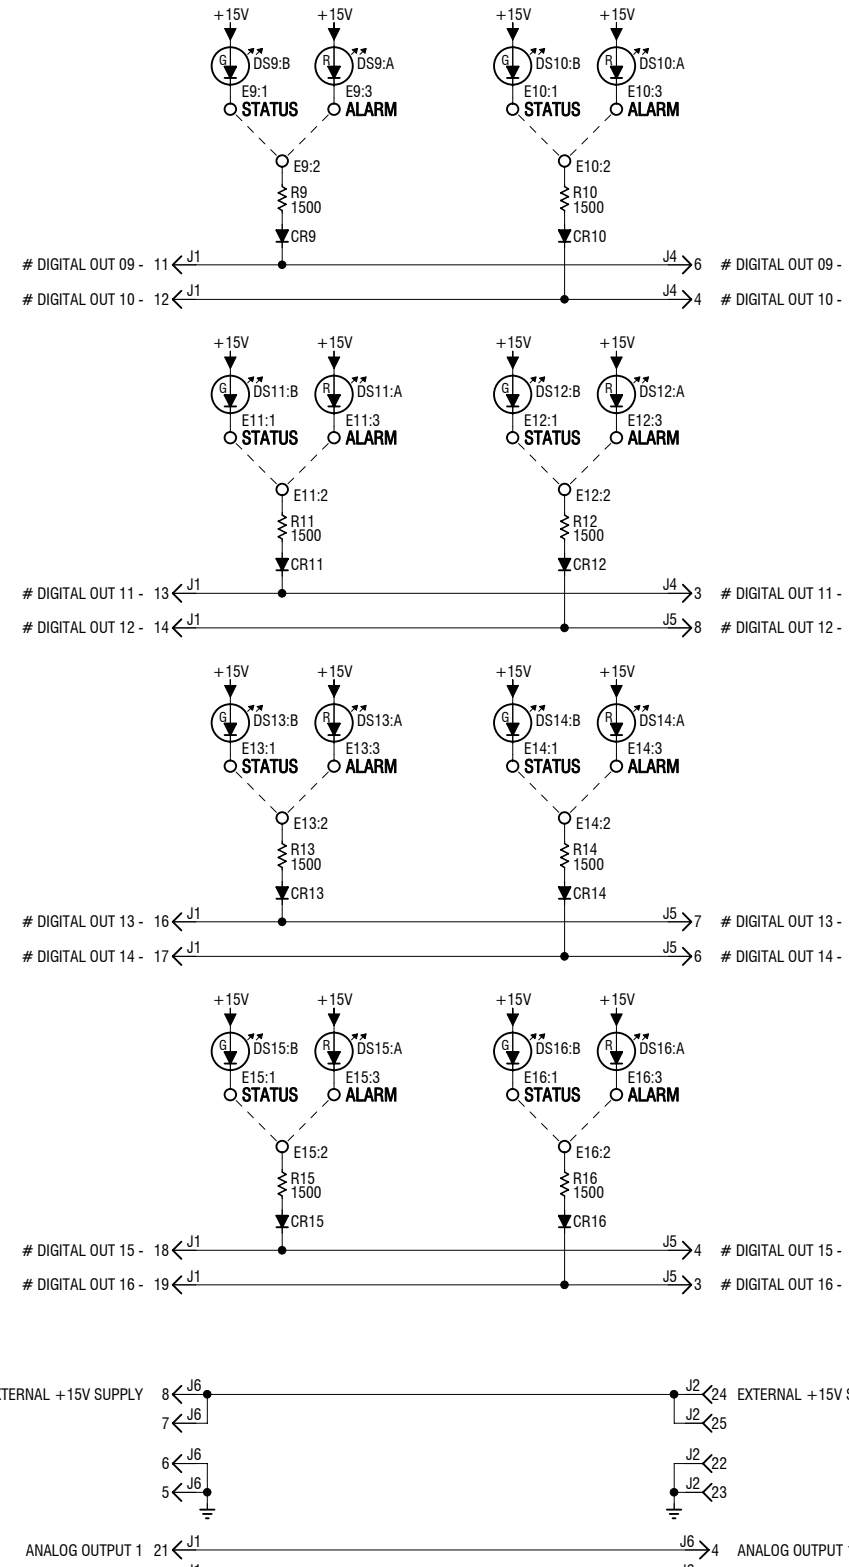 +15V +15V +15V +15V
G DS9:B R DS9:A G DS10:B R DS10:A
E9:1 E9:3 E10:1 E10:3
STATUS ALARM STATUS ALARM
E9:2 E10:2
R9 R10
1500 1500
CR9 CR10
# DIGITAL OUT 09 - 11 J1 J4 6 # DIGITAL OUT 09 -
# DIGITAL OUT 10 - 12 J1 J4 4 # DIGITAL OUT 10 -
+15V +15V +15V +15V
G DS11:B R DS11:A G DS12:B R DS12:A
E11:1 E11:3 E12:1 E12:3
STATUS ALARM STATUS ALARM
E11:2 E12:2
R11 R12
1500 1500
CR11 CR12
# DIGITAL OUT 11 - 13 J1 J4 3 # DIGITAL OUT 11 -
# DIGITAL OUT 12 - 14 J1 J5 8 # DIGITAL OUT 12 -
+15V +15V +15V +15V
G DS13:B R DS13:A G DS14:B R DS14:A
E13:1 E13:3 E14:1 E14:3
STATUS ALARM STATUS ALARM
E13:2 E14:2
R13 R14
1500 1500
CR13 CR14
# DIGITAL OUT 13 - 16 J1 J5 7 # DIGITAL OUT 13 -
# DIGITAL OUT 14 - 17 J1 J5 6 # DIGITAL OUT 14 -
+15V +15V +15V +15V
G DS15:B R DS15:A G DS16:B R DS16:A
E15:1 E15:3 E16:1 E16:3
STATUS ALARM STATUS ALARM
E15:2 E16:2
R15 R16
1500 1500
CR15 CR16
# DIGITAL OUT 15 - 18 J1 J5 4 # DIGITAL OUT 15 -
# DIGITAL OUT 16 - 19 J1 J5 3 # DIGITAL OUT 16 -
+15V SUPPLY 8 J6 J2 24 EXTERNAL +15V
7 J6 J2 25
6 J6 J2 22
5 J6 J2 23
ANALOG OUTPUT 1 21 J1 J6 4 ANALOG OUTPUT